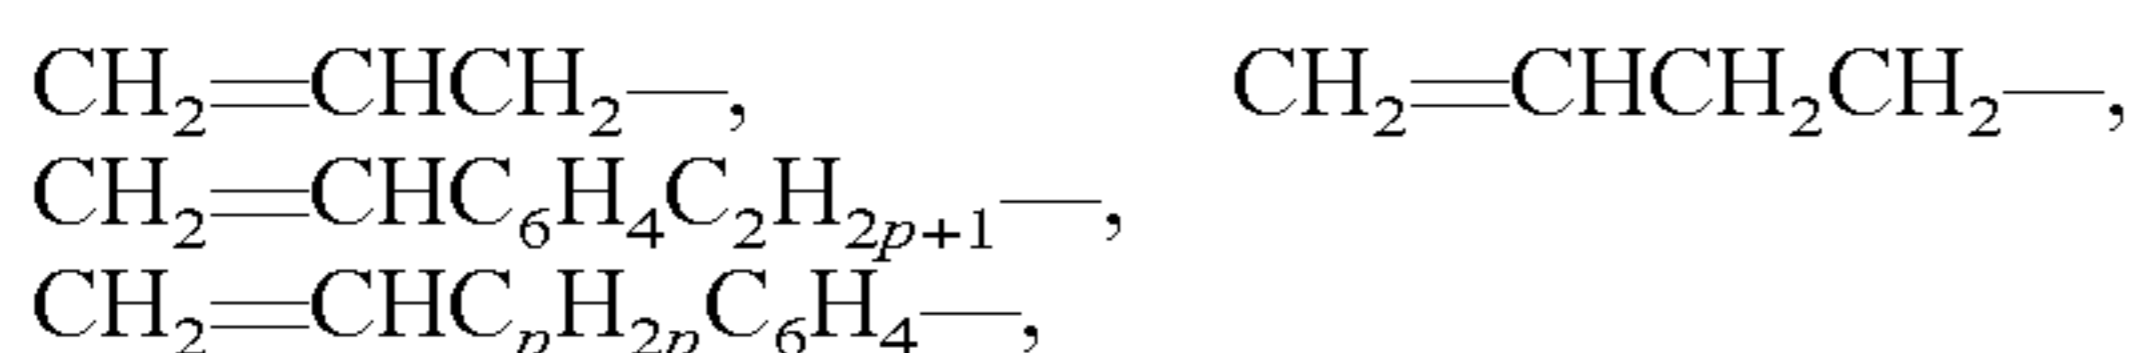 CH₂=CHCH₂—, CH₂=CHCH₂CH₂—,
CH₂=CHC₆H₄C₂H₂ₚ₊₁—,
CH₂=CHCₚH₂ₚC₆H₄—,